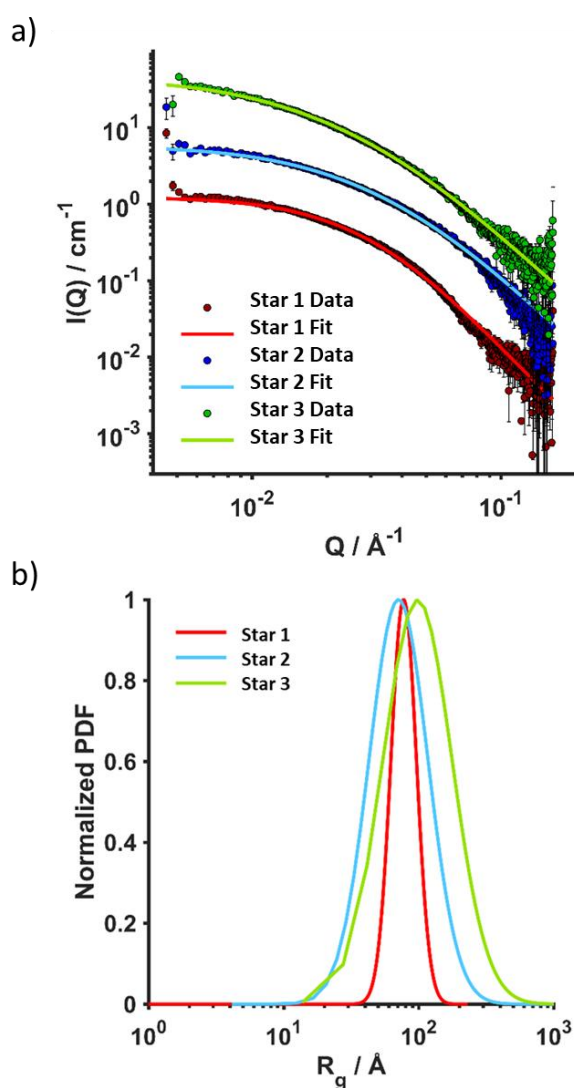 a)
I(Q) / cm⁻¹
10¹
10⁰
10⁻¹
10⁻²
10⁻³
Star 1 Data
Star 1 Fit
Star 2 Data
Star 2 Fit
Star 3 Data
Star 3 Fit
10⁻² 10⁻¹
Q / Å⁻¹
b)
Normalized PDF
1
0.8
0.6
0.4
0.2
0
Star 1
Star 2
Star 3
10⁰ 10¹ 10² 10³
R_g / Å